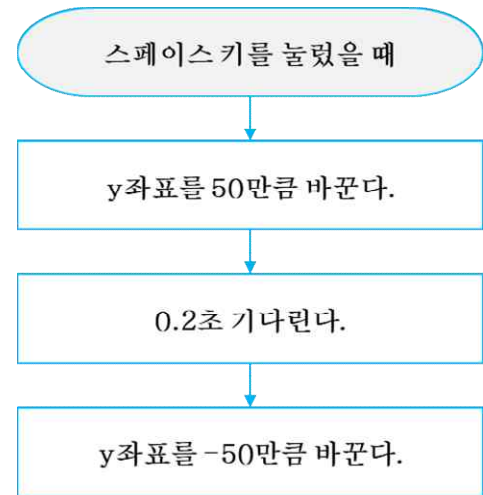 스페이스 키를 눌렀을 때
y좌표를 50만큼 바꾼다.
0.2초 기다린다.
y좌표를 -50만큼 바꾼다.